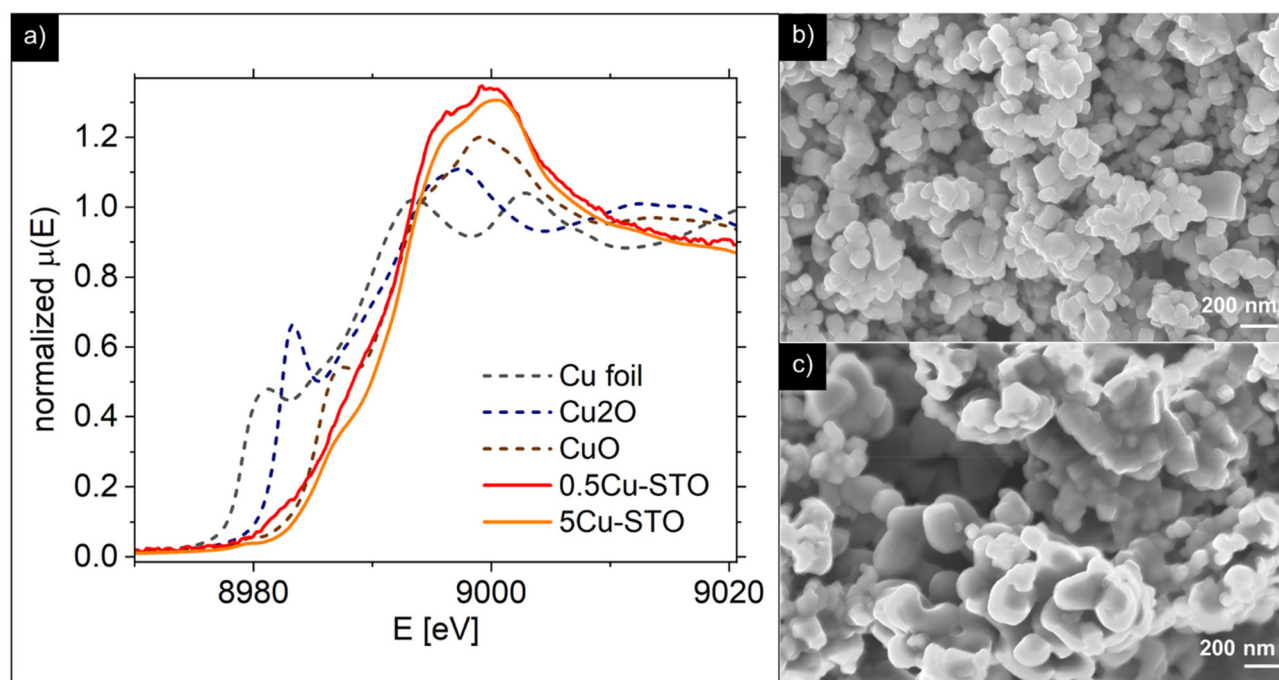 a)
normalized μ(E)
1.2
1.0
0.8
0.6
0.4
0.2
0.0
8980
9000
9020
E [eV]
Cu foil
Cu2O
CuO
0.5Cu-STO
5Cu-STO
b)
200 nm
c)
200 nm